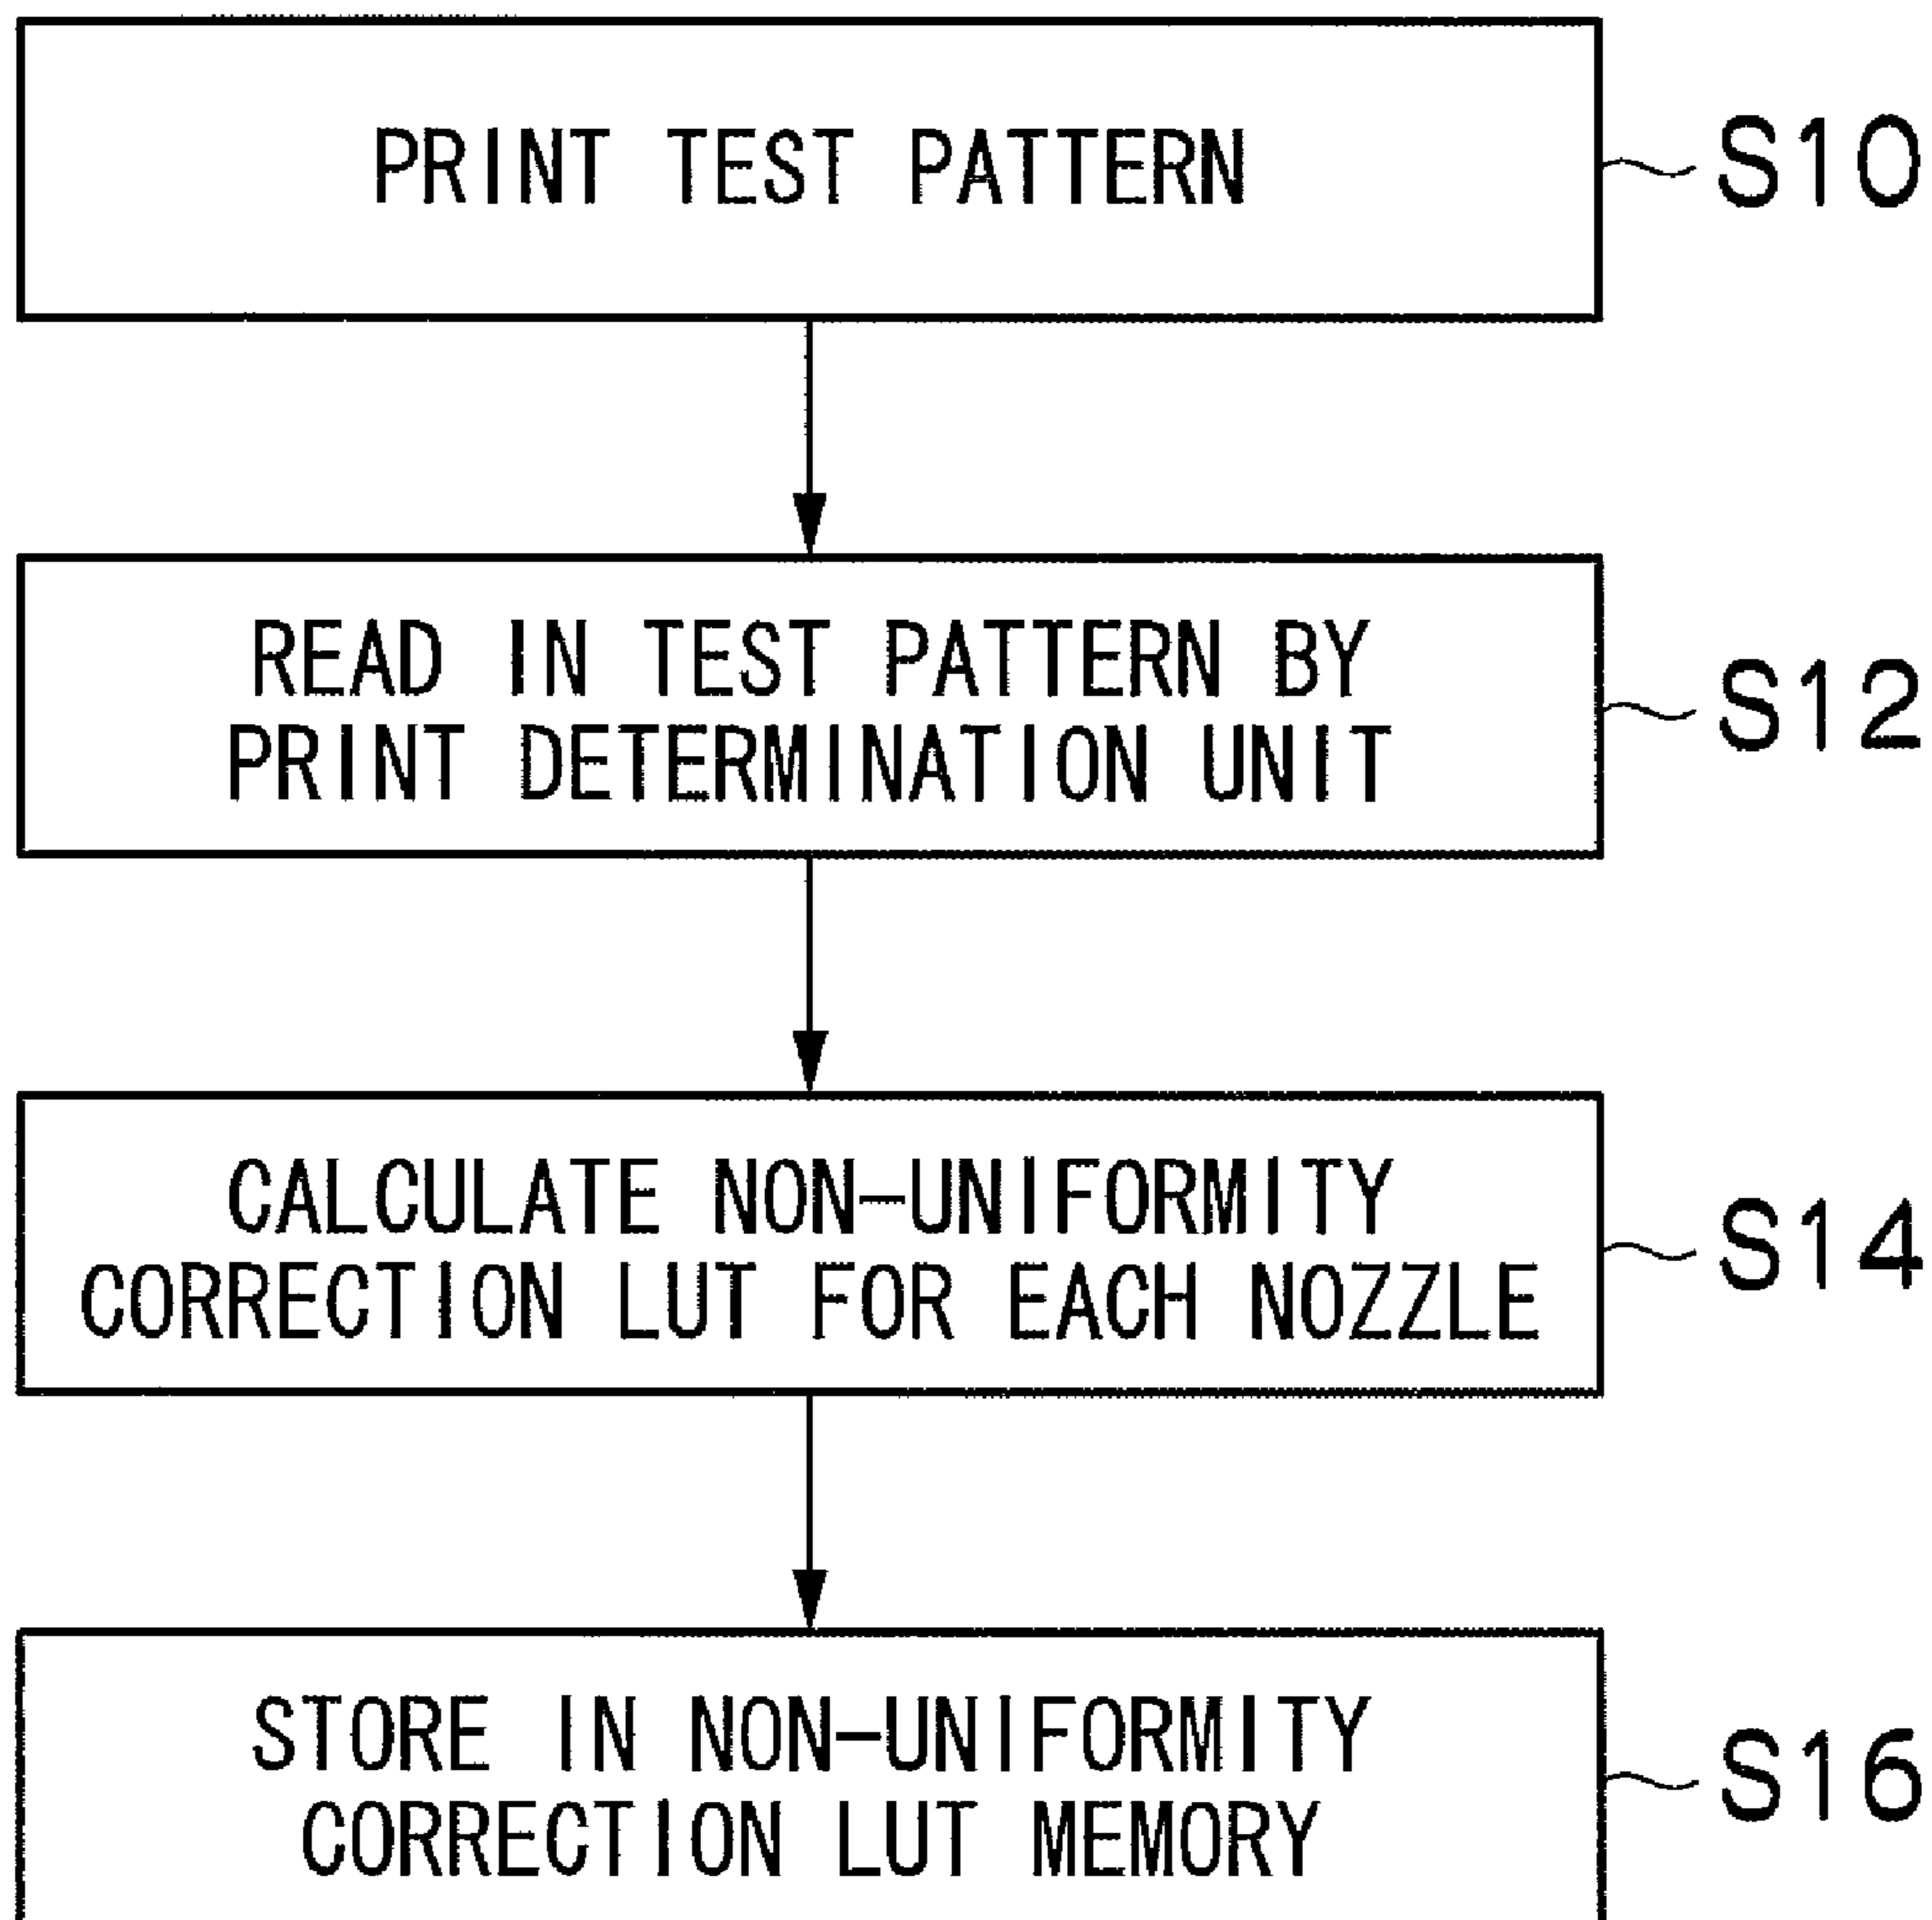 PRINT TEST PATTERN
S10
READ IN TEST PATTERN BY
PRINT DETERMINATION UNIT
S12
CALCULATE NON-UNIFORMITY
CORRECTION LUT FOR EACH NOZZLE
S14
STORE IN NON-UNIFORMITY
CORRECTION LUT MEMORY
S16